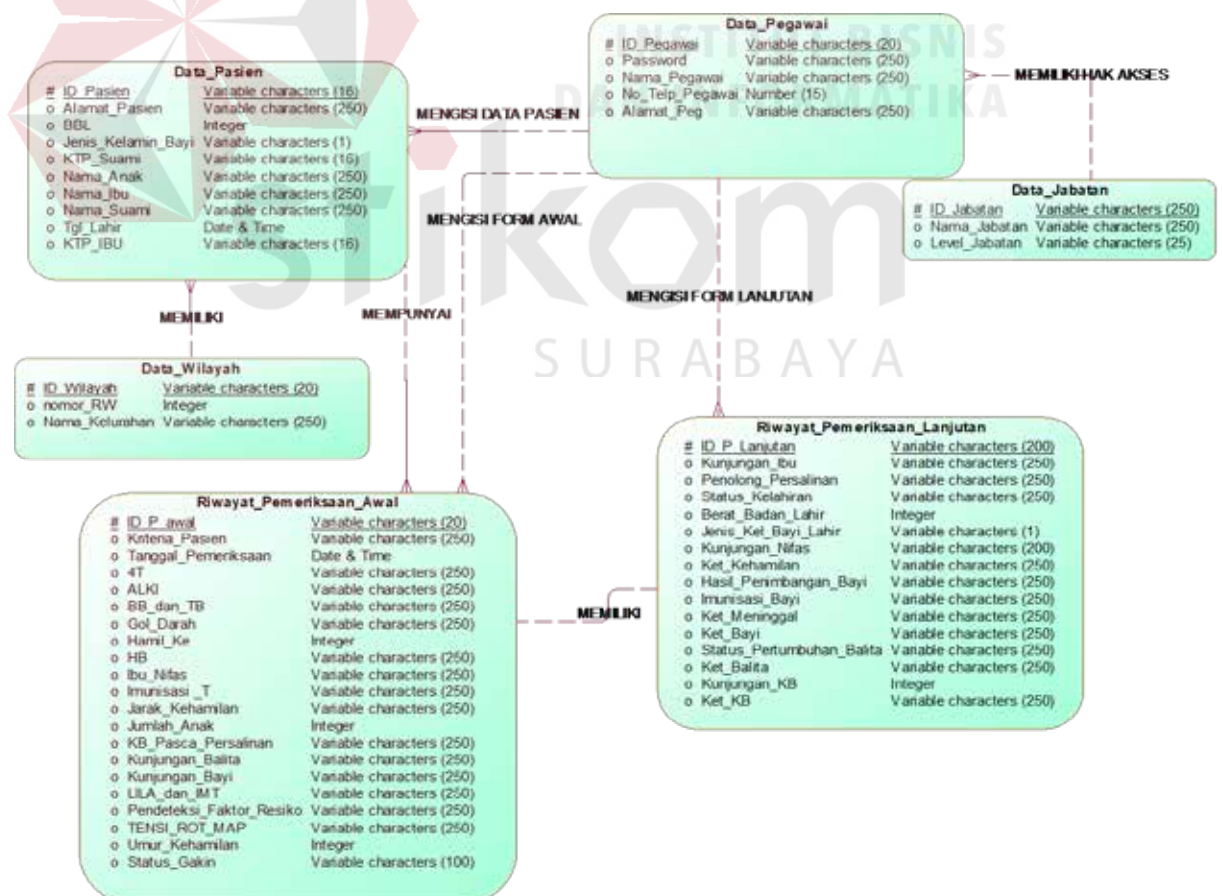 INSTITUT BISNIS
DAN INFORMATIKA
stikom
SURABAYA
Data_Pasien
# ID_Pasien Variable characters (16)
o Alamat_Pasien Variable characters (250)
o BBL Integer
o Jenis_Kelamin_Bayi Variable characters (1)
o KTP_Suami Variable characters (16)
o Nama_Anak Variable characters (250)
o Nama_Ibu Variable characters (250)
o Nama_Suami Variable characters (250)
o Tgl_Lahir Date & Time
o KTP_IBU Variable characters (16)
MENGISI DATA PASIEN
Data_Pegawai
# ID_Pegawai Variable characters (20)
o Password Variable characters (250)
o Nama_Pegawai Variable characters (250)
o No_Telp_Pegawai Number (15)
o Alamat_Peg Variable characters (250)
MEMILIKI HAK AKSES
Data_Jabatan
# ID_Jabatan Variable characters (250)
o Nama_Jabatan Variable characters (250)
o Level_Jabatan Variable characters (25)
MENGISI FORM AWAL
MENGISI FORM LANJUTAN
MEMILIKI
MEMPUNYAI
Data_Wilayah
# ID_Wilayah Variable characters (20)
o nomor_RW Integer
o Nama_Kelurahan Variable characters (250)
Riwayat_Pemeriksaan_Awal
# ID_P_awal Variable characters (20)
o Kriteria_Pasien Variable characters (250)
o Tanggal_Pemeriksaan Date & Time
o 4T Variable characters (250)
o ALKI Variable characters (250)
o BB_dan_TB Variable characters (250)
o Gol_Darah Variable characters (250)
o Hamil_Ke Integer
o HB Variable characters (250)
o Ibu_Nifas Variable characters (250)
o Imunisasi_T Variable characters (250)
o Jarak_Kehamilan Variable characters (250)
o Jumlah_Anak Integer
o KB_Pasca_Persalinan Variable characters (250)
o Kunjungan_Balita Variable characters (250)
o Kunjungan_Bayi Variable characters (250)
o LILA_dan_IMT Variable characters (250)
o Pendeteksi_Faktor_Resiko Variable characters (250)
o TENSI_ROT_MAP Variable characters (250)
o Umur_Kehamilan Integer
o Status_Gakin Variable characters (100)
MEMILIKI
Riwayat_Pemeriksaan_Lanjutan
# ID_P_Lanjutan Variable characters (200)
o Kunjungan_Ibu Variable characters (250)
o Penolong_Persalinan Variable characters (250)
o Status_Kelahiran Variable characters (250)
o Berat_Badan_Lahir Integer
o Jenis_Kel_Bayi_Lahir Variable characters (1)
o Kunjungan_Nifas Variable characters (200)
o Ket_Kehamilan Variable characters (250)
o Hasil_Penimbangan_Bayi Variable characters (250)
o Imunisasi_Bayi Variable characters (250)
o Ket_Meninggal Variable characters (250)
o Ket_Bayi Variable characters (250)
o Status_Pertumbuhan_Balita Variable characters (250)
o Ket_Balita Variable characters (250)
o Kunjungan_KB Integer
o Ket_KB Variable characters (250)